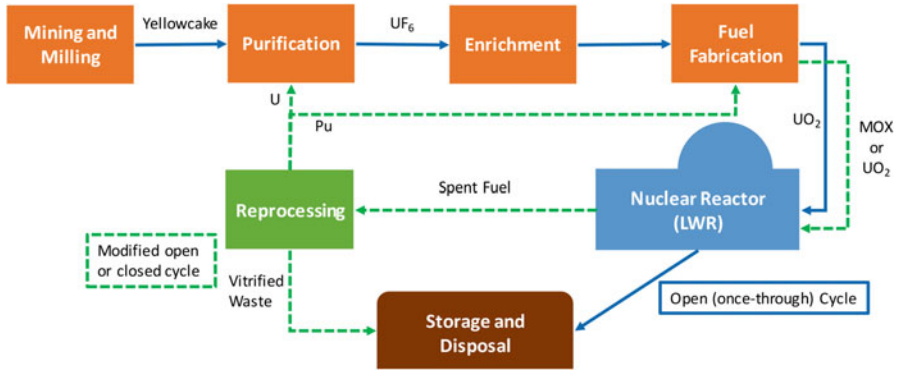 Mining and
Milling
Yellowcake
Purification
UF₆
Enrichment
Fuel
Fabrication
U
Pu
UO₂
MOX
or
UO₂
Reprocessing
Spent Fuel
Nuclear Reactor
(LWR)
Modified open
or closed cycle
Vitrified
Waste
Storage and
Disposal
Open (once-through) Cycle